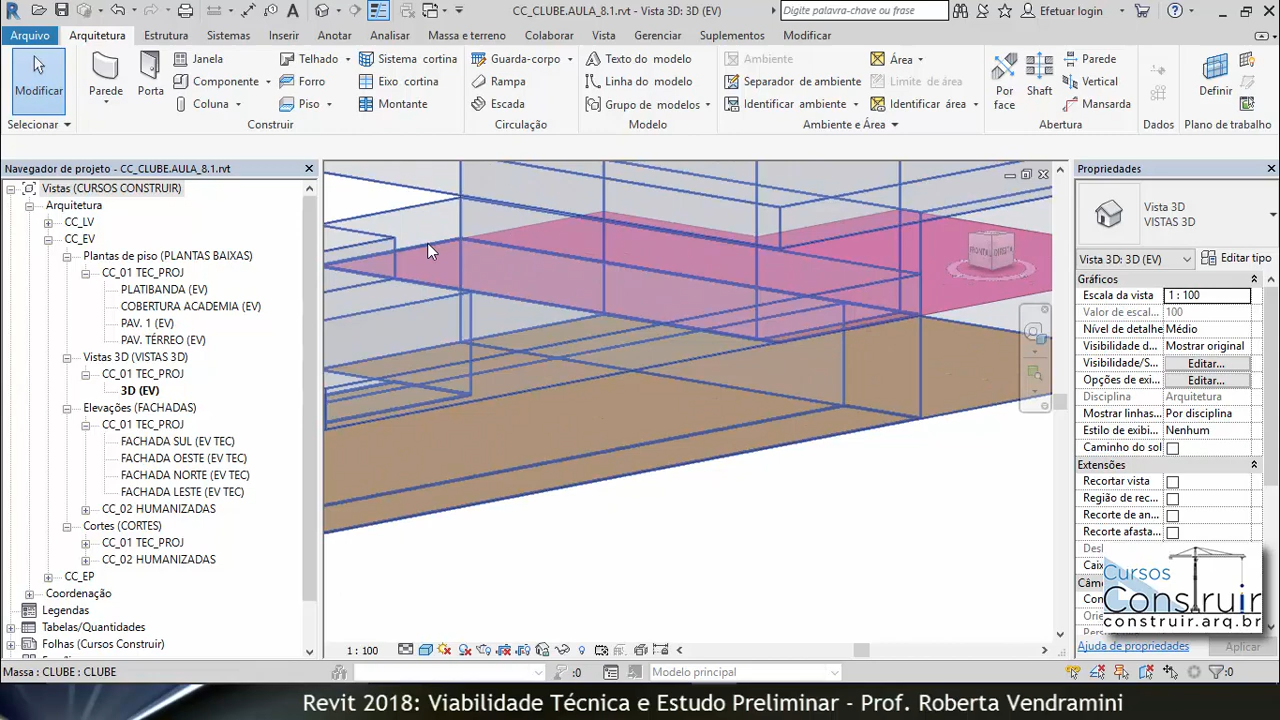 CC_CLUBE.AULA_8.1.rvt - Vista 3D: 3D (EV)
Digite palavra-chave ou frase
Efetuar login
Arquivo Arquitetura Estrutura Sistemas Inserir Anotar Analisar Massa e terreno Colaborar Vista Gerenciar Suplementos Modificar
Modificar
Selecionar
Parede
Porta
Janela
Componente
Coluna
Telhado
Forro
Piso
Sistema cortina
Eixo cortina
Montante
Construir
Guarda-corpo
Rampa
Escada
Circulação
Texto do modelo
Linha do modelo
Grupo de modelos
Modelo
Ambiente
Separador de ambiente
Identificar ambiente
Área
Limite de área
Identificar área
Ambiente e Área
Por face
Shaft
Parede
Vertical
Mansarda
Abertura
Dados
Definir
Plano de trabalho
Navegador de projeto - CC_CLUBE.AULA_8.1.rvt
Vistas (CURSOS CONSTRUIR)
Arquitetura
CC_LV
CC_EV
Plantas de piso (PLANTAS BAIXAS)
CC_01 TEC_PROJ
PLATIBANDA (EV)
COBERTURA ACADEMIA (EV)
PAV. 1 (EV)
PAV. TÉRREO (EV)
Vistas 3D (VISTAS 3D)
CC_01 TEC_PROJ
3D (EV)
Elevações (FACHADAS)
CC_01 TEC_PROJ
FACHADA SUL (EV TEC)
FACHADA OESTE (EV TEC)
FACHADA NORTE (EV TEC)
FACHADA LESTE (EV TEC)
CC_02 HUMANIZADAS
Cortes (CORTES)
CC_01 TEC_PROJ
CC_02 HUMANIZADAS
CC_EP
Coordenação
Legendas
Tabelas/Quantidades
Folhas (Cursos Construir)
FRONTAL DIREITA
1 : 100
Propriedades
Vista 3D
VISTAS 3D
Vista 3D: 3D (EV)
Editar tipo
Gráficos
Escala da vista 1 : 100
Valor de escal... 100
Nível de detalhe Médio
Visibilidade d... Mostrar original
Visibilidade/S... Editar...
Opções de exi... Editar...
Disciplina Arquitetura
Mostrar linhas... Por disciplina
Estilo de exibi... Nenhum
Caminho do sol
Extensões
Recortar vista
Região de rec...
Recorte de an...
Recorte afasta...
Cursos
Construir
construir.arq.br
Ajuda de propriedades
Aplicar
Massa : CLUBE : CLUBE
:0
Modelo principal
:0
Revit 2018: Viabilidade Técnica e Estudo Preliminar - Prof. Roberta Vendramini